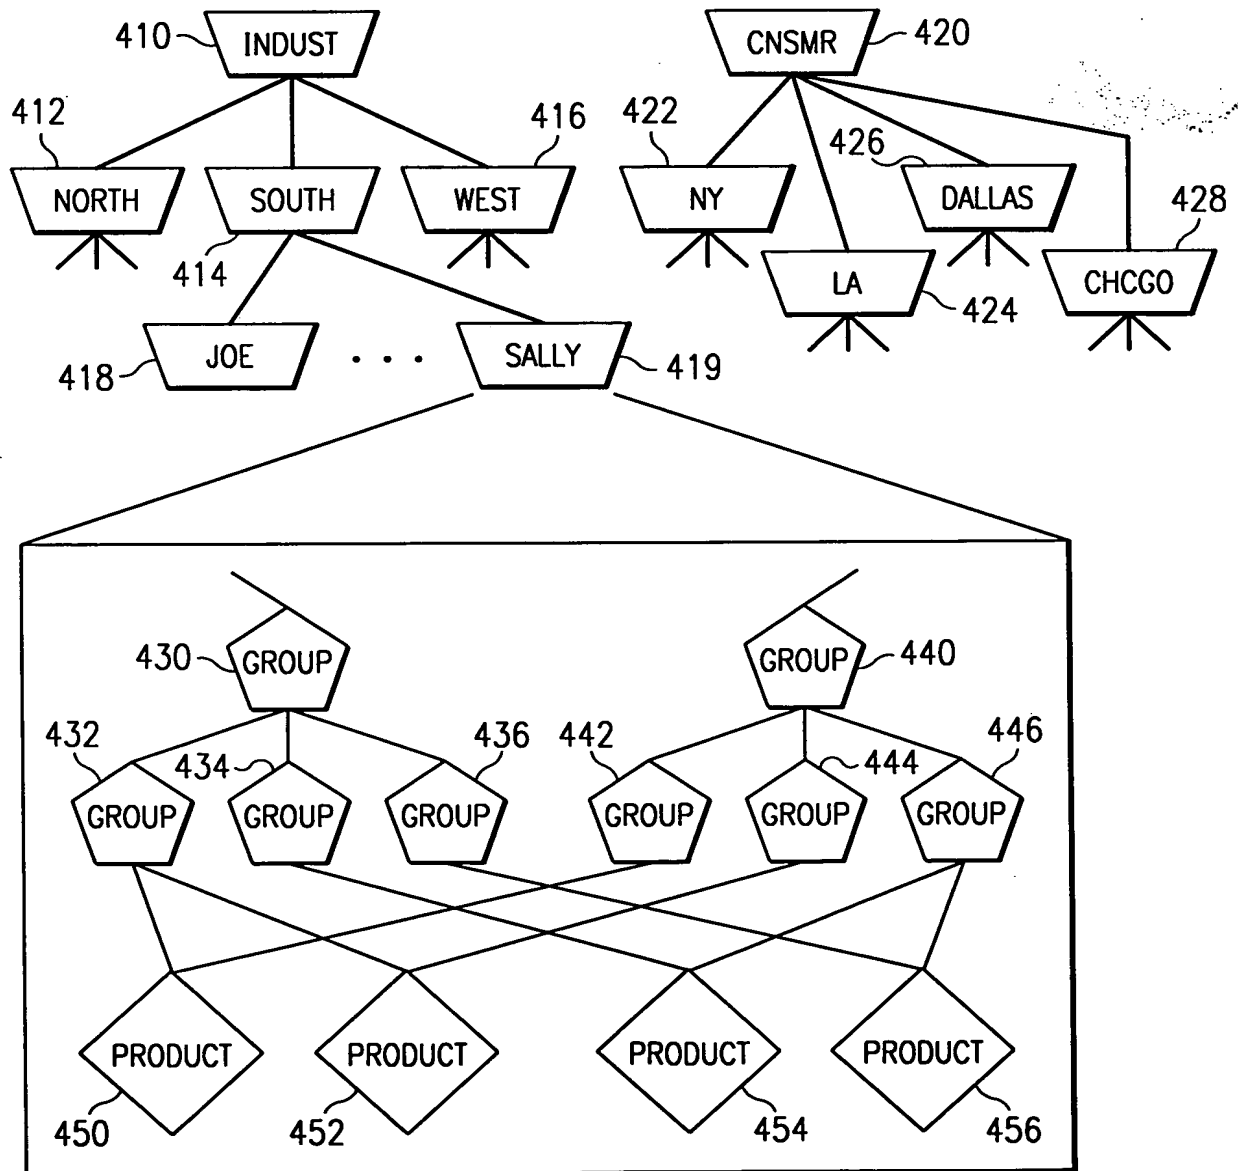 410 INDUST CNSMR 420
412 416 422 426
NORTH SOUTH WEST NY DALLAS 428
414 LA 424 CHCGO
418 JOE . . . SALLY 419
430 GROUP GROUP 440
432 434 436 442 444 446
GROUP GROUP GROUP GROUP GROUP GROUP
PRODUCT PRODUCT PRODUCT PRODUCT
450 452 454 456